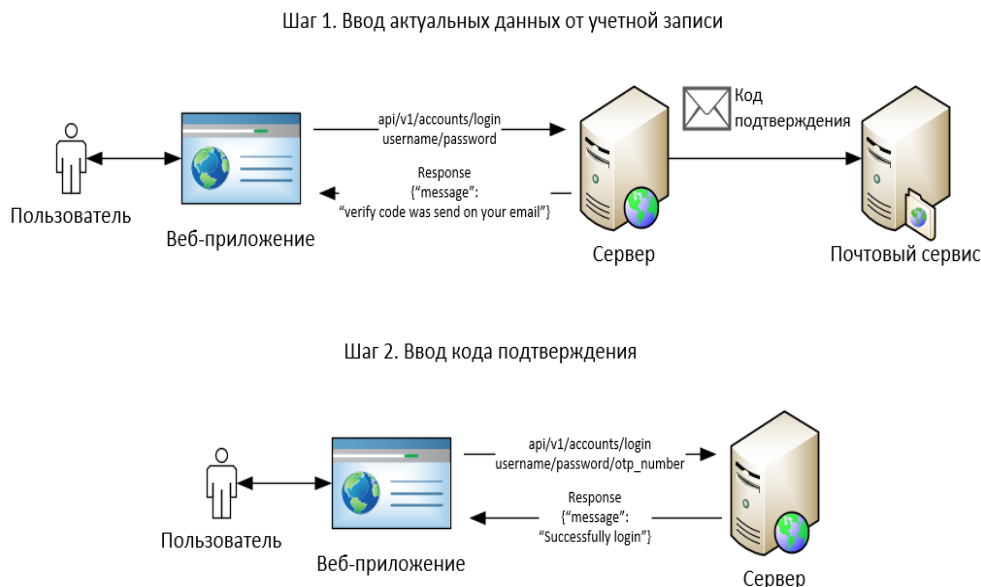 Шаг 1. Ввод актуальных данных от учетной записи
api/v1/accounts/login
username/password
Response
{“message”:
“verify code was send on your email”}
Код
подтверждения
Пользователь
Веб-приложение
Сервер
Почтовый сервис
Шаг 2. Ввод кода подтверждения
api/v1/accounts/login
username/password/otp_number
Response
{“message”:
“Successfully login”}
Пользователь
Веб-приложение
Сервер